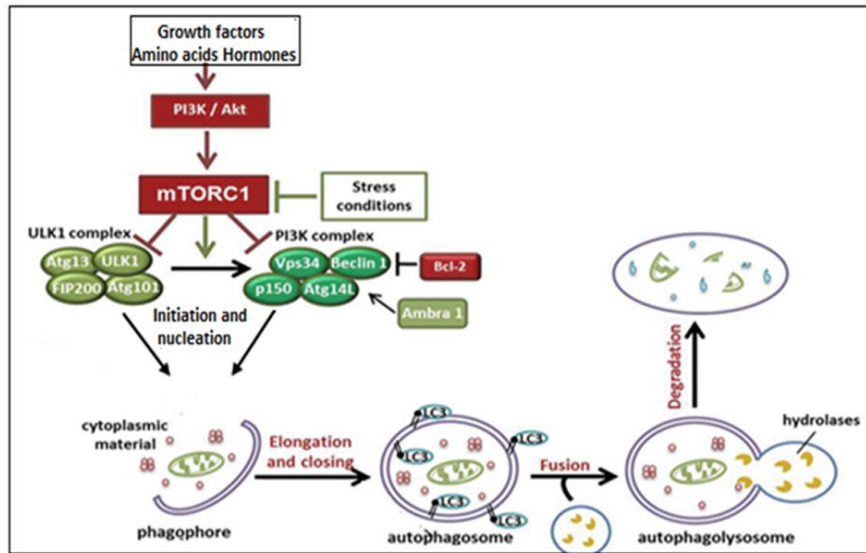 Growth factors
Amino acids Hormones
PI3K / Akt
mTORC1
Stress
conditions
ULK1 complex
PI3K complex
Atg13
ULK1
FIP200
Atg101
Vps34
Beclin 1
p150
Atg14L
Bcl-2
Ambra 1
Initiation and
nucleation
cytoplasmic
material
phagophore
Elongation
and closing
LC3
LC3
LC3
LC3
LC3
autophagosome
Fusion
Degradation
hydrolases
autophagolysosome